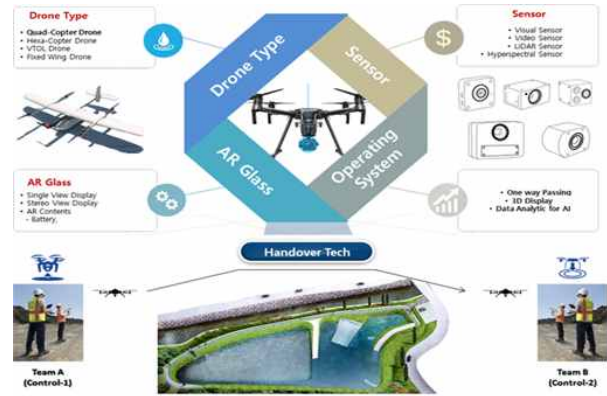 Drone Type
• Quad-Copter Drone
• Hexa-Copter Drone
• VTOL Drone
• Fixed Wing Drone
Drone Type
Sensor
$
Sensor
• Visual Sensor
• Video Sensor
• LiDAR Sensor
• Hyperspectral Sensor
AR Glass
• Single View Display
• Stereo View Display
• AR Contents
- Battery,
AR Glass
Operating
System
• One way Passing
• 3D Display
• Data Analytic for AI
Handover Tech
Team A
(Control-1)
Team B
(Control-2)